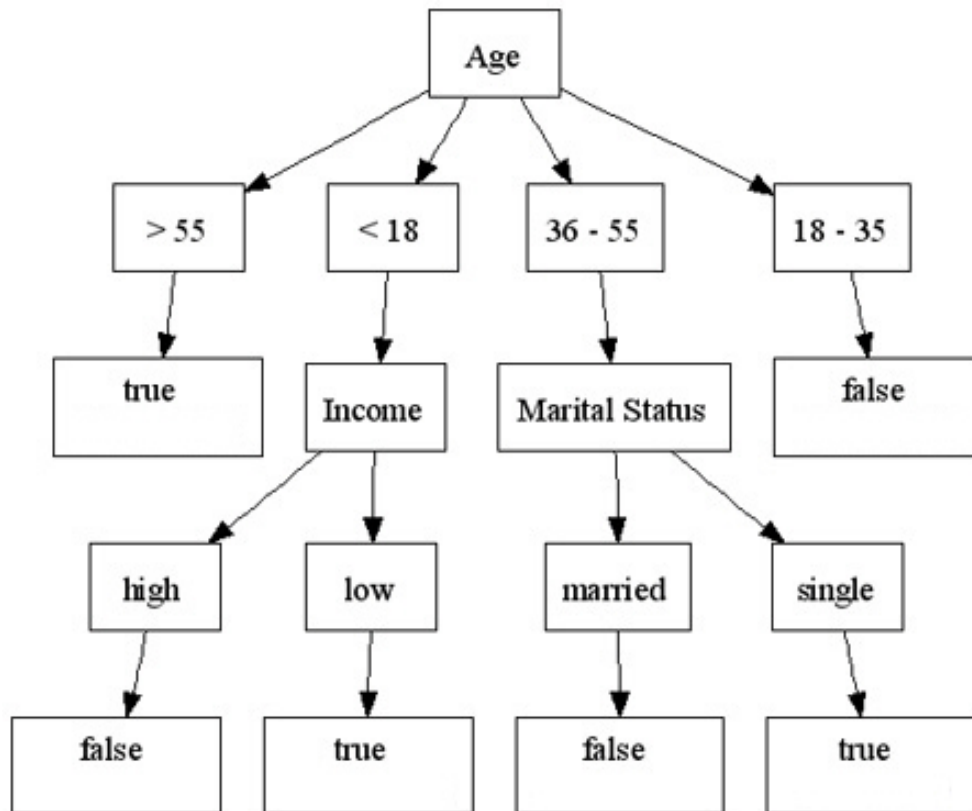 Age
> 55
< 18
36 - 55
18 - 35
true
Income
Marital Status
false
high
low
married
single
false
true
false
true